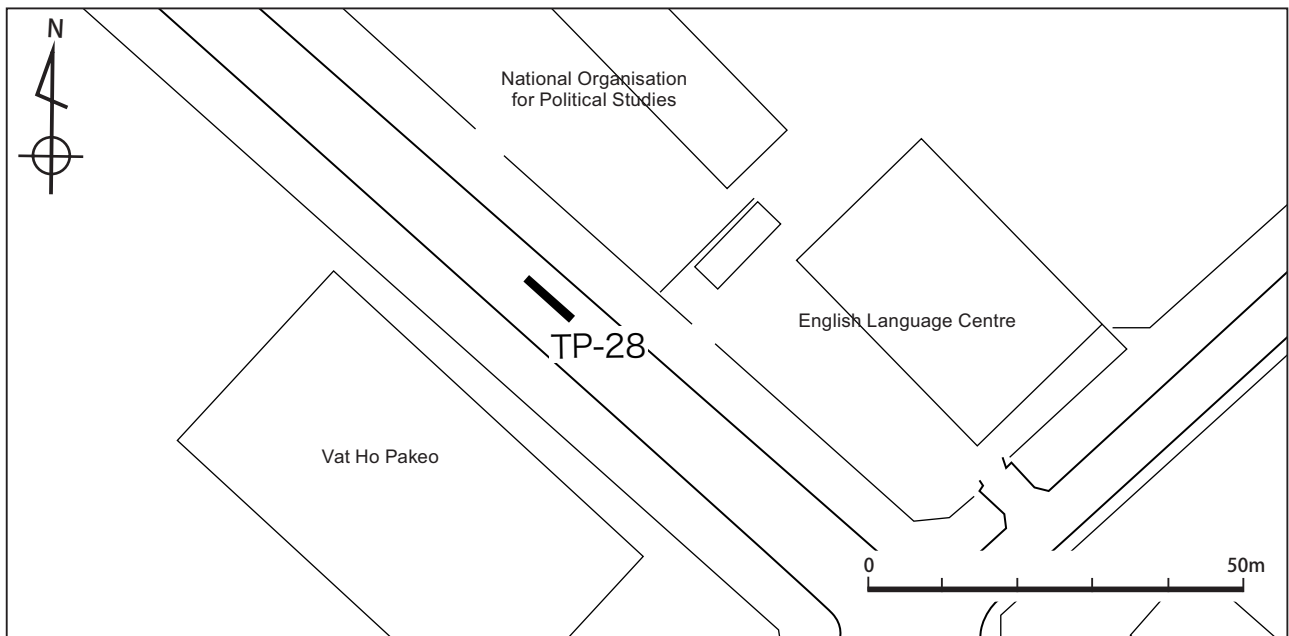 N
National Organisation
for Political Studies
English Language Centre
TP-28
Vat Ho Pakeo
0
50m